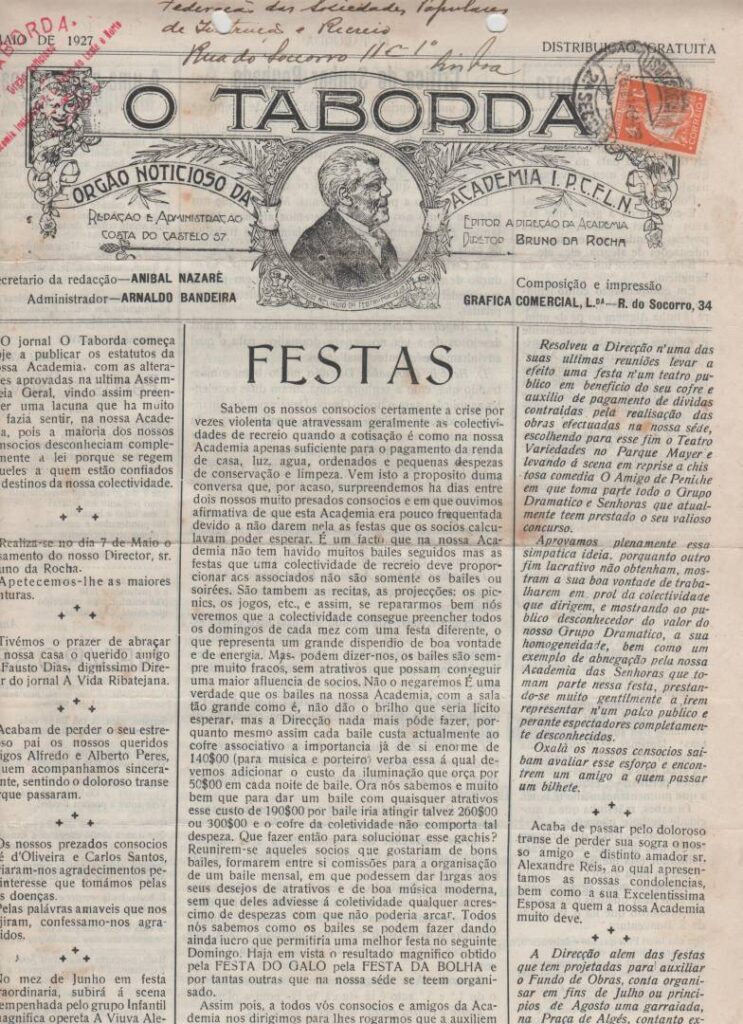 Federação das Sociedades Populares
de Instrução e Recreio
Rua do Socorro 11 C 1º
Lisboa
MAIO DE 1927
DISTRIBUIÇÃO GRATUITA
TABORDA.
O TABORDA
CORREIO
ORGÃO NOTICIOSO DA
ACADEMIA I.P.C.F.L.N.
REDAÇÃO E ADMINISTRAÇÃO
COSTA DO CASTELO 57
EDITOR A DIREÇÃO DA ACADEMIA
DIRETOR BRUNO DA ROCHA
ecretario da redacção—ANIBAL NAZARÉ
Administrador—ARNALDO BANDEIRA
Composição e impressão
GRAFICA COMERCIAL, L.DA—R. do Socorro, 34
O jornal O Taborda começa
je a publicar os estatutos da
ossa Academia, com as altera-
es aprovadas na ultima Assem-
eia Geral, vindo assim preen-
er uma lacuna que ha muito
fazia sentir, na nossa Acade-
a, pois a maioria dos nossos
onsocios desconheciam comple-
mente a lei porque se regem
ueles a quem estão confiados
destinos da nossa colectividade.
Realiza-se no dia 7 de Maio o
samento do nosso Director, sr.
uno da Rocha.
Apetecemos-lhe as maiores
nturas.
Tivémos o prazer de abraçar
nossa casa o querido amigo
Fausto Dias, dignissimo Dire-
r do jornal A Vida Ribatejana.
Acabam de perder o seu estre-
oso pai os nossos queridos
igos Alfredo e Alberto Peres,
uem acompanhamos sincera-
nte, sentindo o doloroso transe
rque passaram.
Os nossos prezados consocios
é d'Oliveira e Carlos Santos,
iaram-nos agradecimentos pe-
interesse que tomámos pelas
s doenças.
Pelas palávras amaveis que nos
jiram, confessamo-nos agra-
idos.
No mez de Junho em festa
raordinaria, subirá á scena
empenhada pelo grupo Infantil
magnifica opereta A Viuva Ale-
FESTAS
Sabem os nossos consocios certamente a crise por
vezes violenta que atravessam geralmente as colectivi-
dades de recreio quando a cotisação é como na nossa
Academia apenas suficiente para o pagamento da renda
de casa, luz, agua, ordenados e pequenas despezas
de conservação e limpeza. Vem isto a proposito duma
conversa que, por acaso, surpreendemos ha dias entre
dois nossos muito presados consocios e em que ouvimos
afirmativa de que esta Academia era pouco frequentada
devido a não darem nela as festas que os socios calcu-
lavam poder esperar. É um facto que na nossa Aca-
demia não tem havido muitos bailes seguidos mas as
festas que uma colectividade de recreio deve propor-
cionar aos associados não são somente os bailes ou
soirées. São tambem as recitas, as projecções: os pic-
nics, os jogos, etc., e assim, se repararmos bem nós
veremos que a colectividade consegue preencher todos
os domingos de cada mez com uma festa diferente, o
que representa um grande dispendio de boa vontade
e de energia. Mas, podem dizer-nos, os bailes são sem-
pre muito fracos, sem atrativos que possam conseguir
uma maior afluencia de socios. Não o negaremos É uma
verdade que os bailes na nossa Academia, com a sala
tão grande como é, não dão o brilho que seria licito
esperar, mas a Direcção nada mais póde fazer, por-
quanto mesmo assim cada baile custa actualmente ao
cofre associativo a importancia já de si enorme de
140$00 (para musica e porteiro) verba essa á qual de-
vemos adicionar o custo da iluminação que orça por
50$00 em cada noite de baile. Ora nós sabemos e muito
bem que para dar um baile com quaisquer atrativos
esse custo de 190$00 por baile iria atingir talvez 260$00
ou 300$00 e o cofre da coletividade não comporta tal
despeza. Que fazer então para solucionar esse gachis?
Reunirem-se aqueles socios que gostariam de bons
bailes, formarem entre si comissões para a organisação
de um baile mensal, em que podessem dar largas aos
seus desejos de atrativos e de boa música moderna,
sem que deles adviesse á coletividade qualquer acres-
cimo de despezas com que não poderia arcar. Todos
nós sabemos como os bailes se podem fazer dando
ainda lucro que permitiria uma melhor festa no seguinte
Domingo. Haja em vista o resultado magnifico obtido
pela FESTA DO GALO pela FESTA DA BOLHA e
por tantas outras que na nossa séde se teem organi-
sado.
Assim pois, a todos vós consocios e amigos da Aca-
demia nos dirigimos para lhes rogarmos que a auxiliem
Resolveu a Direcção n'uma das
suas ultimas reuniões levar a
efeito uma festa n'um teatro pu-
blico em beneficio do seu cofre e
auxilio de pagamento de dividas
contraidas pela realisação das
obras efectuadas na nossa séde,
escolhendo para esse fim o Teatro
Variedades no Parque Mayer e
levando á scena em reprise a chis
tosa comedia O Amigo de Peniche
em que toma parte todo o Grupo
Dramatico e Senhoras que atual-
mente teem prestado o seu valioso
concurso.
Aprovamos plenamente essa
simpatica ideia, porquanto outro
fim lucrativo não obtenham, mos-
tram a sua boa vontade de traba-
lharem em prol da colectividade
que dirigem, e mostrando ao pu-
blico desconhecedor do valor do
nosso Grupo Dramatico, a sua
homogeneidade, bem como um
exemplo de abnegação pela nossa
Academia das Senhoras que to-
mam parte nessa festa, prestan-
do-se muito gentilmente a irem
representar n'um palco publico e
perante espectadores completamen-
te desconhecidos.
Oxalá os nossos consocios sai-
bam avaliar esse esforço e encon-
trem um amigo a quem passar
um bilhete.
Acaba de passar pelo doloroso
transe de perder sua sogra o nos-
so amigo e distinto amador sr.
Alexandre Reis, ao qual apresen-
tamos as nossas condolencias,
bem como a sua Excelentissima
Esposa a quem a nossa Academia
muito deve.
A Direcção alem das festas
que tem projetadas para auxiliar
o Fundo de Obras, conta organi-
sar em fins de Julho ou princi-
pios de Agosto uma garraiada,
na Praça de Algés, contanto ex-